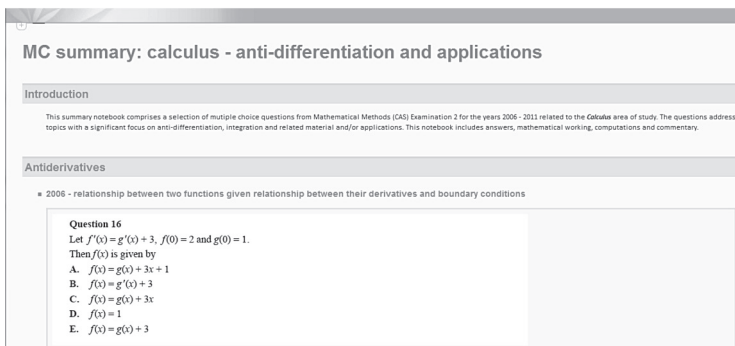 MC summary: calculus - anti-differentiation and applications
Introduction
This summary notebook comprises a selection of mutiple choice questions from Mathematical Methods (CAS) Examination 2 for the years 2006 - 2011 related to the Calculus area of study. The questions address
topics with a significant focus on anti-differentiation, integration and related material and/or applications. This notebook includes answers, mathematical working, computations and commentary.
Antiderivatives
2006 - relationship between two functions given relationship between their derivatives and boundary conditions
Question 16
Let f′(x) = g′(x) + 3, f(0) = 2 and g(0) = 1.
Then f(x) is given by
A. f(x) = g(x) + 3x + 1
B. f(x) = g′(x) + 3
C. f(x) = g(x) + 3x
D. f(x) = 1
E. f(x) = g(x) + 3